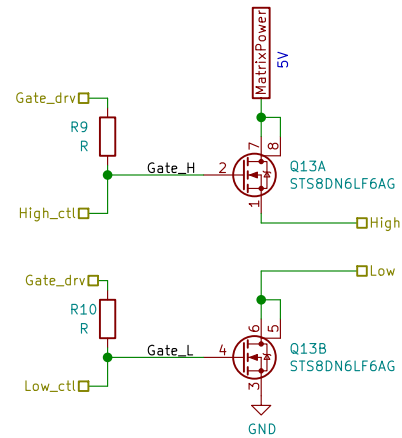 MatrixPower
5V
Gate_drv
R9
R
7
8
Gate_H
2
Q13A
STS8DN6LF6AG
1
High_ctl
High
Low
Gate_drv
R10
R
6
5
Gate_L
4
Q13B
STS8DN6LF6AG
3
Low_ctl
GND